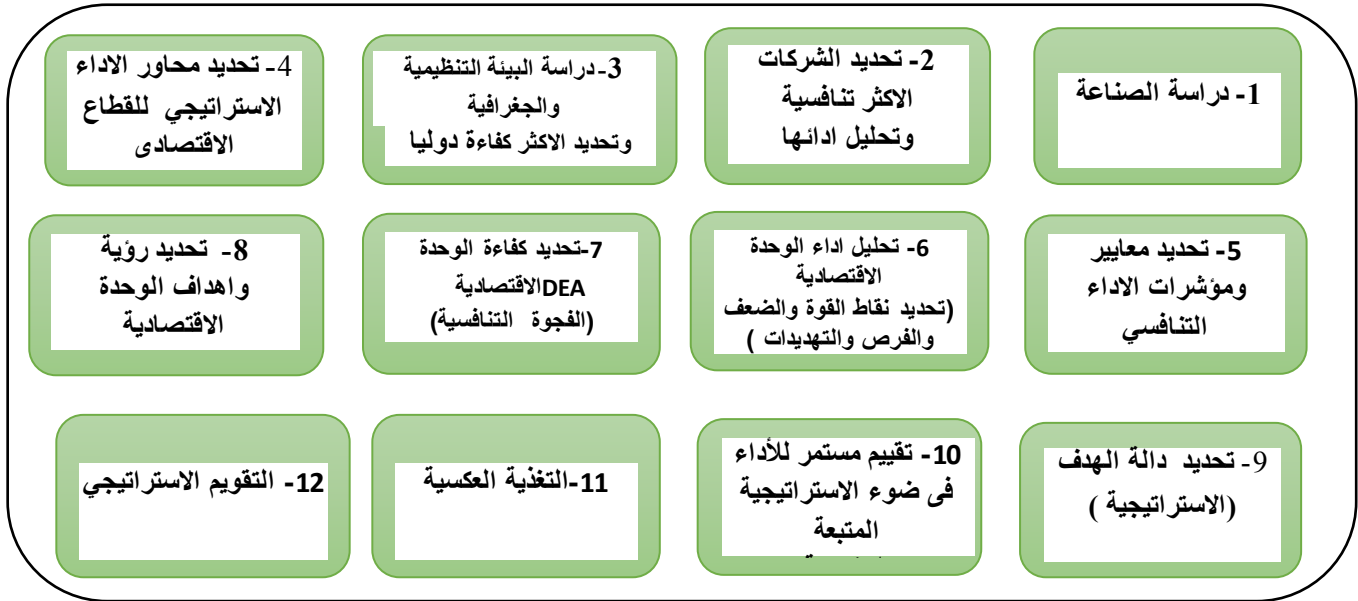 1- دراسة الصناعة
2- تحديد الشركات
الاكثر تنافسية
وتحليل ادائها
3-دراسة البيئة التنظيمية
والجغرافية
وتحديد الاكثر كفاءة دوليا
4- تحديد محاور الاداء
الاستراتيجي للقطاع
الاقتصادى
5- تحديد معايير
ومؤشرات الاداء
التنافسي
6- تحليل اداء الوحدة
الاقتصادية
(تحديد نقاط القوة والضعف
والفرص والتهديدات )
7-تحديد كفاءة الوحدة
الاقتصاديةDEA
(الفجوة التنافسية)
8- تحديد رؤية
واهداف الوحدة
الاقتصادية
9- تحديد دالة الهدف
(الاستراتيجية )
10- تقييم مستمر للأداء
فى ضوء الاستراتيجية
المتبعة
11-التغذية العكسية
12- التقويم الاستراتيجي